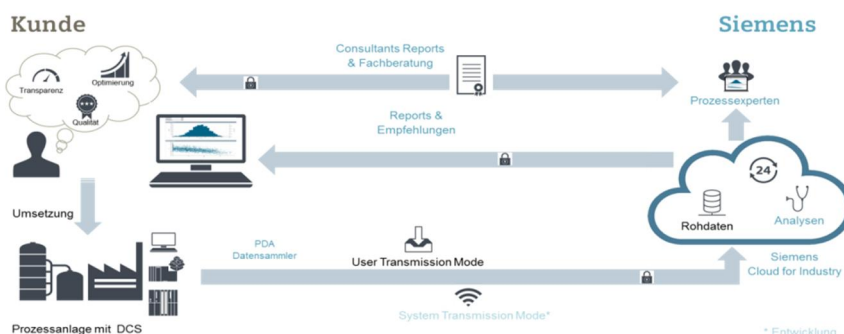 Kunde
Siemens
Consultants Reports
& Fachberatung
Transparenz
Optimierung
Qualität
Prozessexperten
Reports &
Empfehlungen
24
Umsetzung
Rohdaten
Analysen
PDA
Datensammler
User Transmission Mode
Siemens
Cloud for Industry
System Transmission Mode*
Prozessanlage mit DCS
* Entwicklung